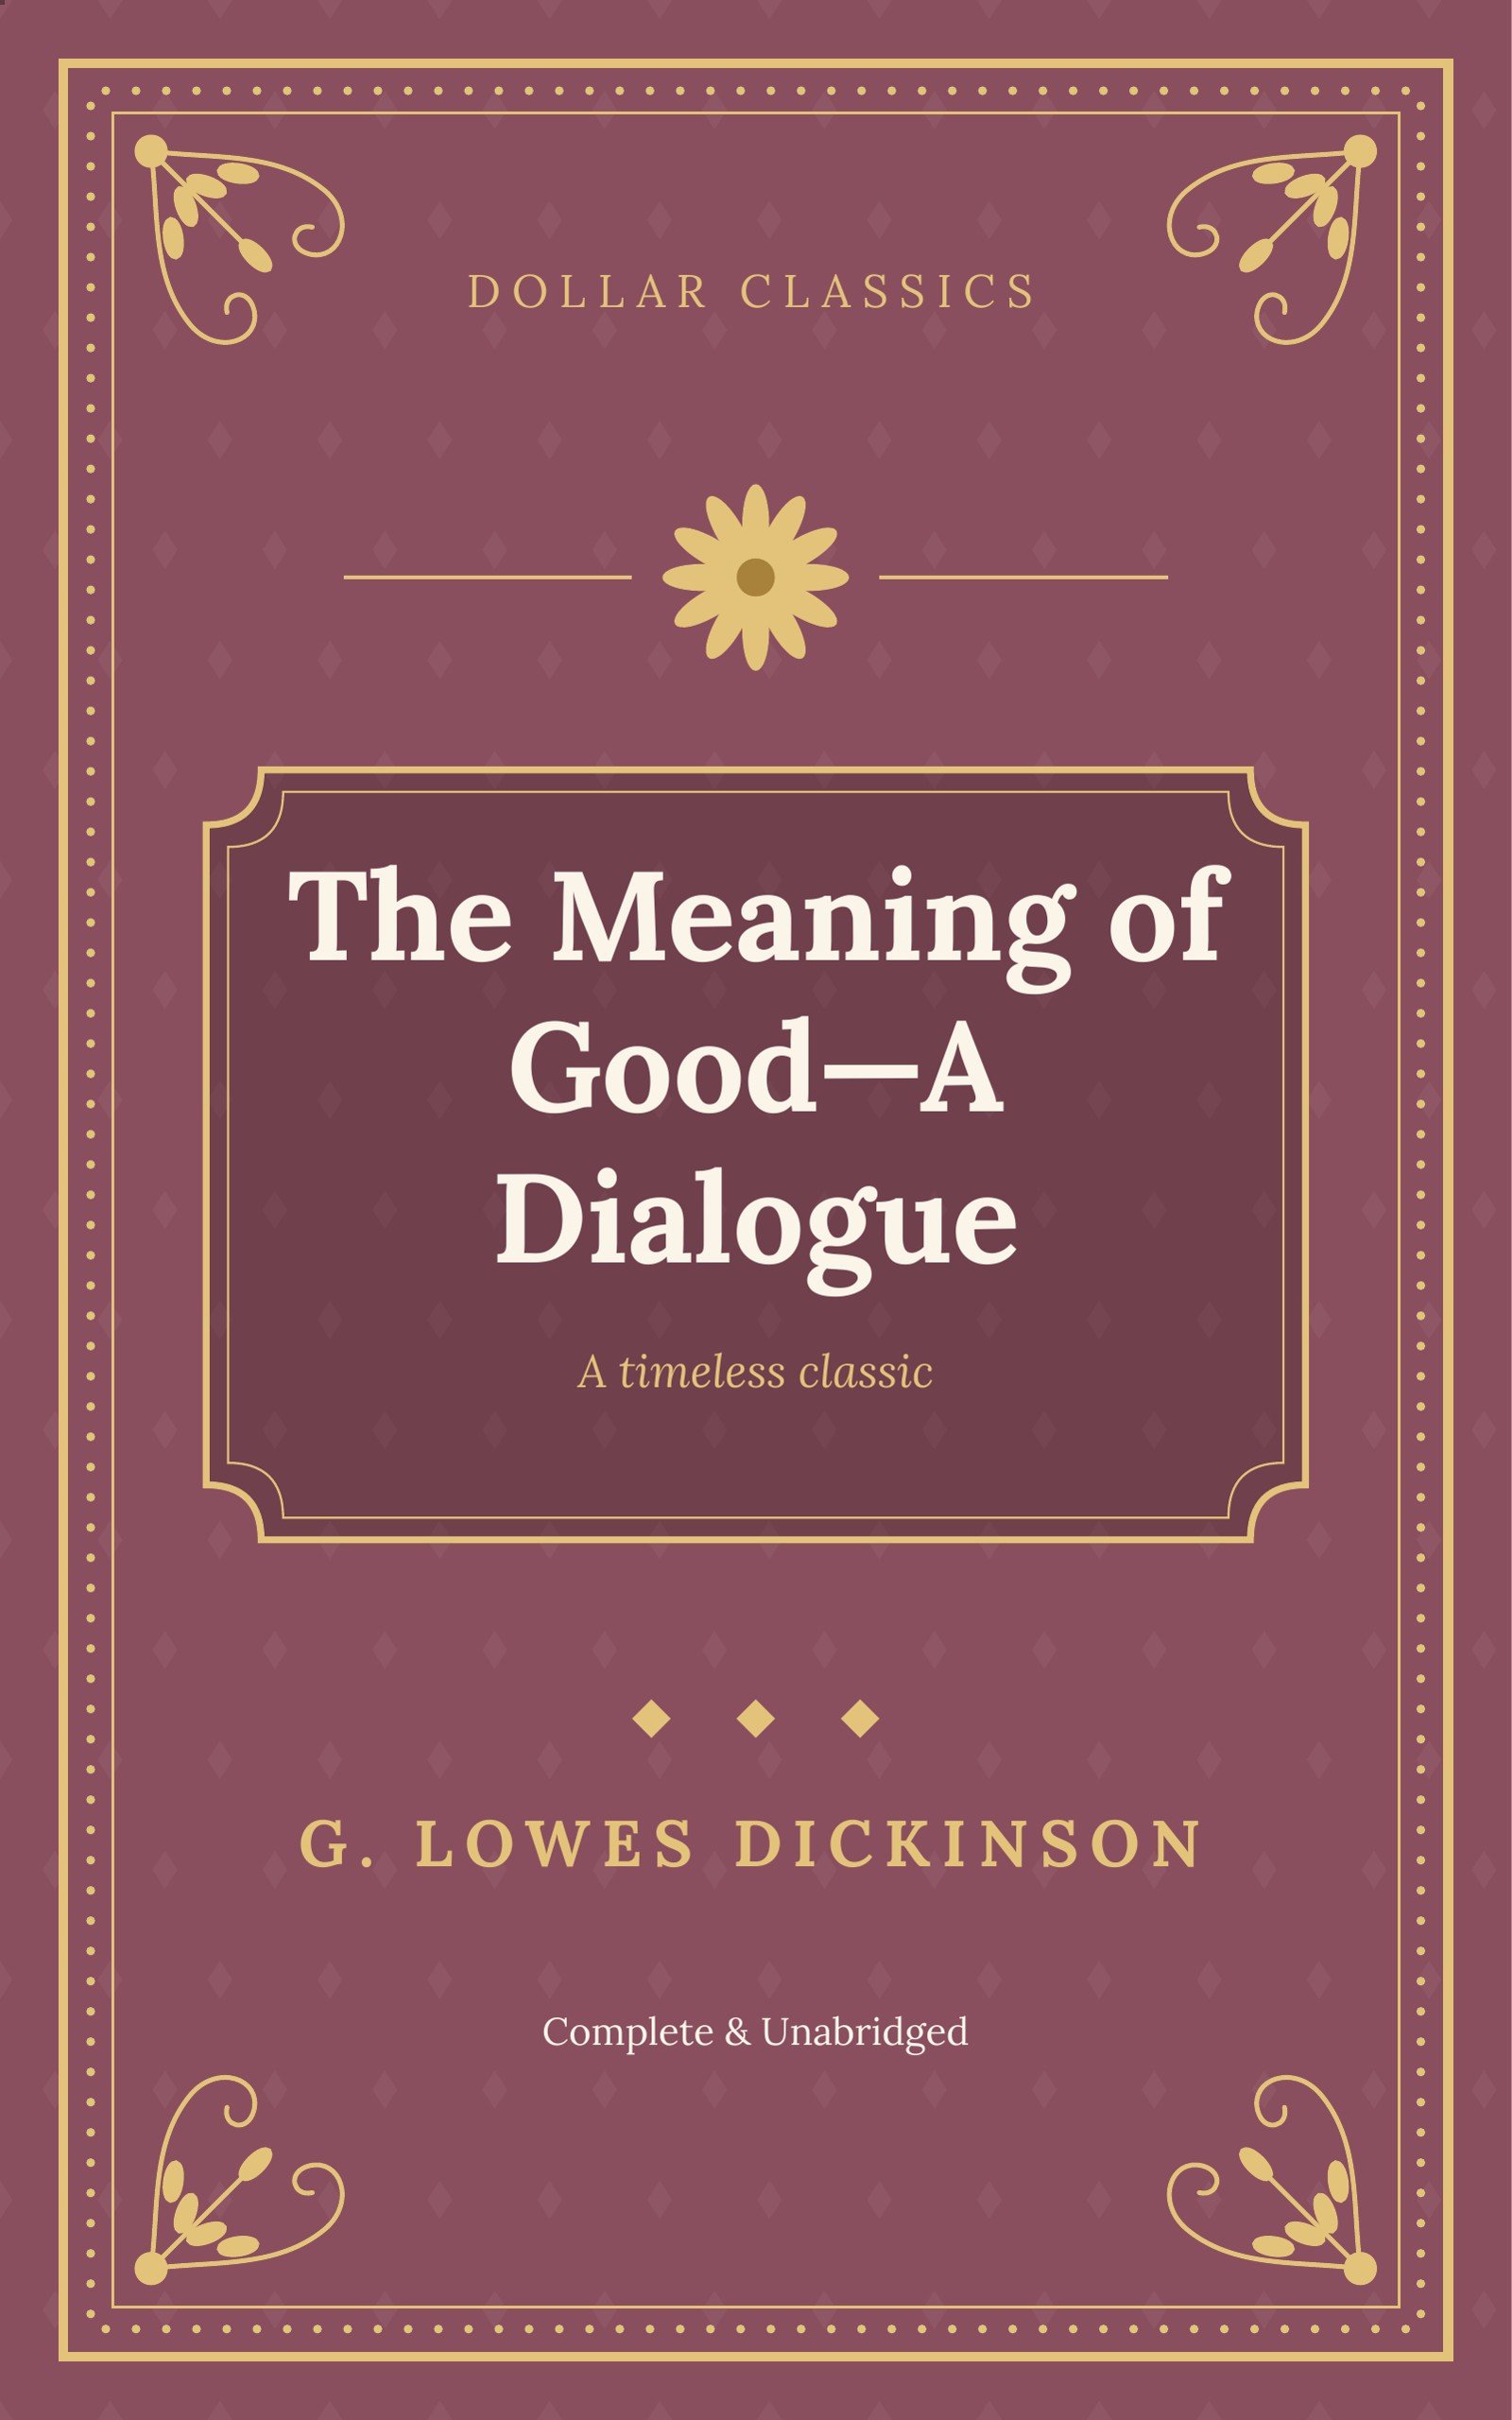 DOLLAR CLASSICS
The Meaning of
Good—A
Dialogue
A timeless classic
G. LOWES DICKINSON
Complete & Unabridged